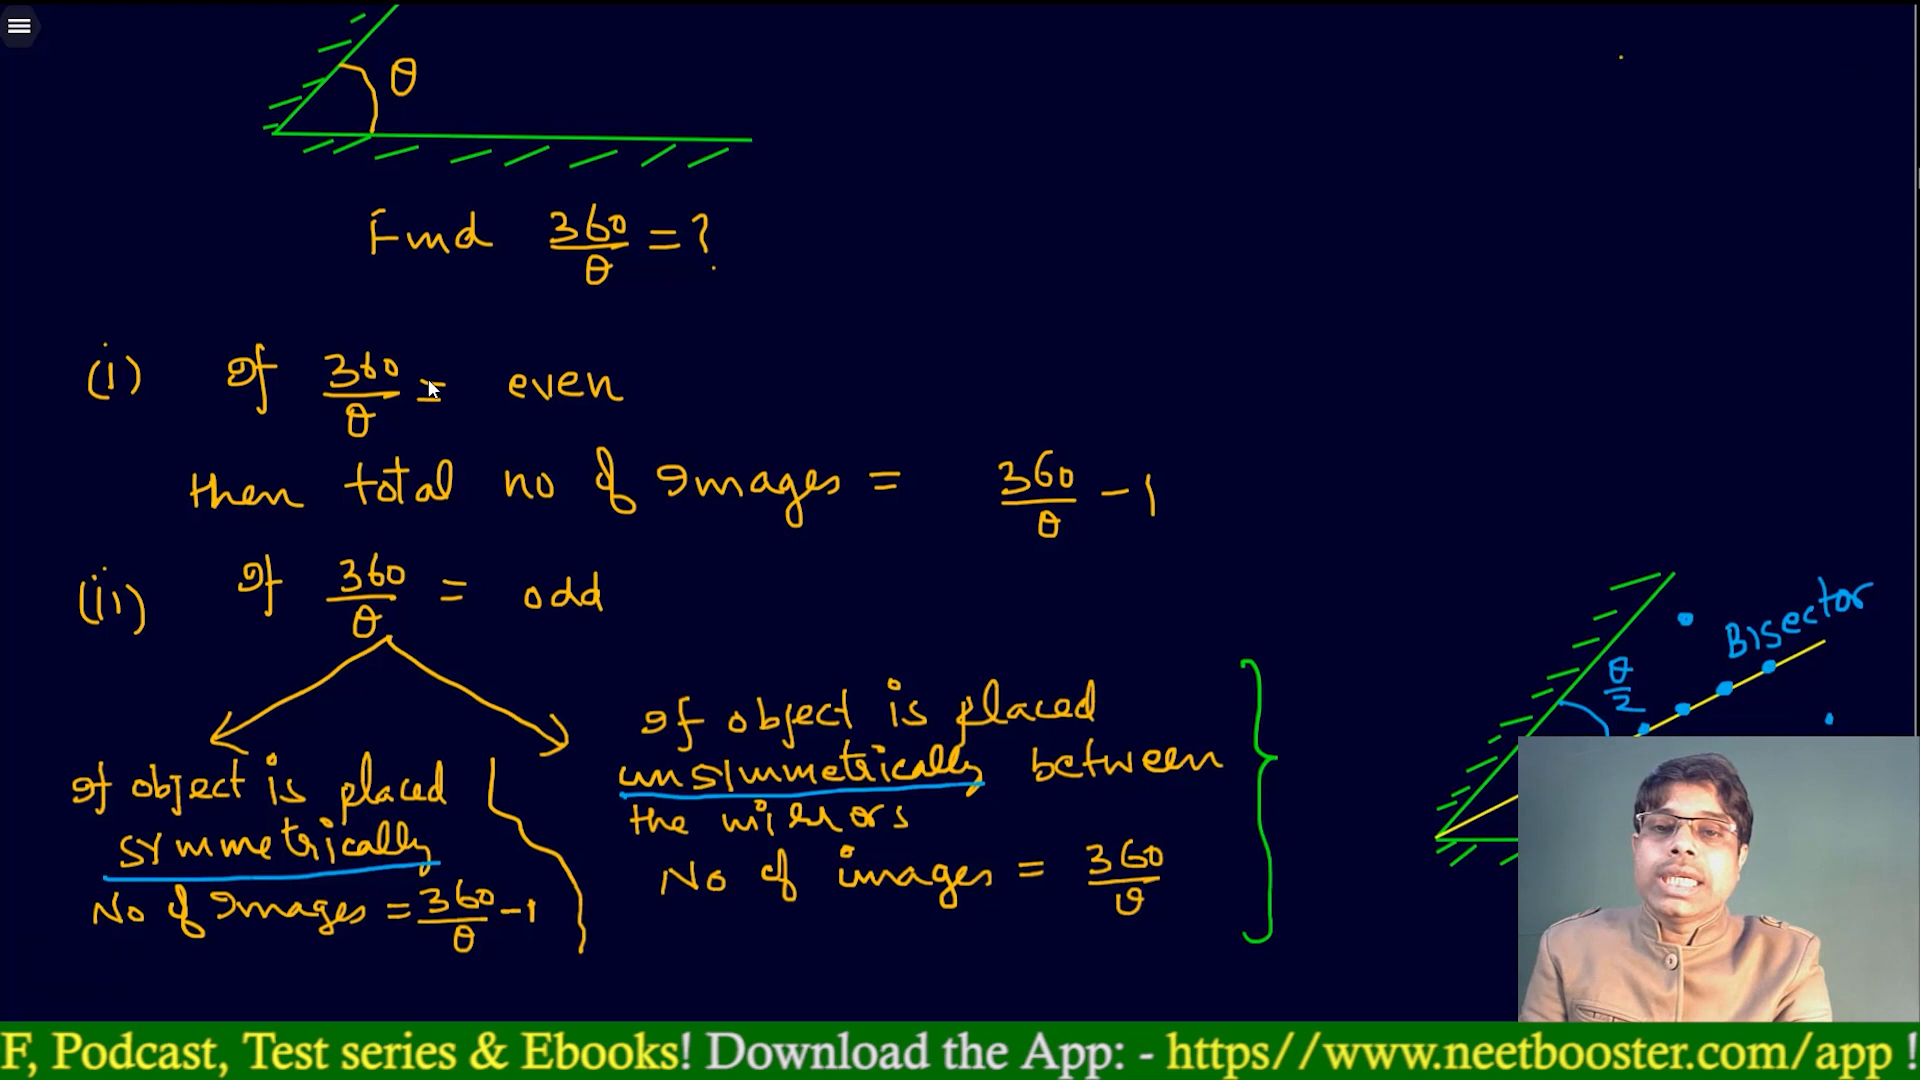 θ
Find 360/θ = ?
(i) If 360/θ = even
then total no of Images = 360/θ - 1
(ii) If 360/θ = odd
If object is placed
symmetrically
No of Images = 360/θ - 1
If object is placed
unsymmetrically between
the mirrors
No of images = 360/θ
Bisector
θ/2
F, Podcast, Test series & Ebooks! Download the App: - https//www.neetbooster.com/app !